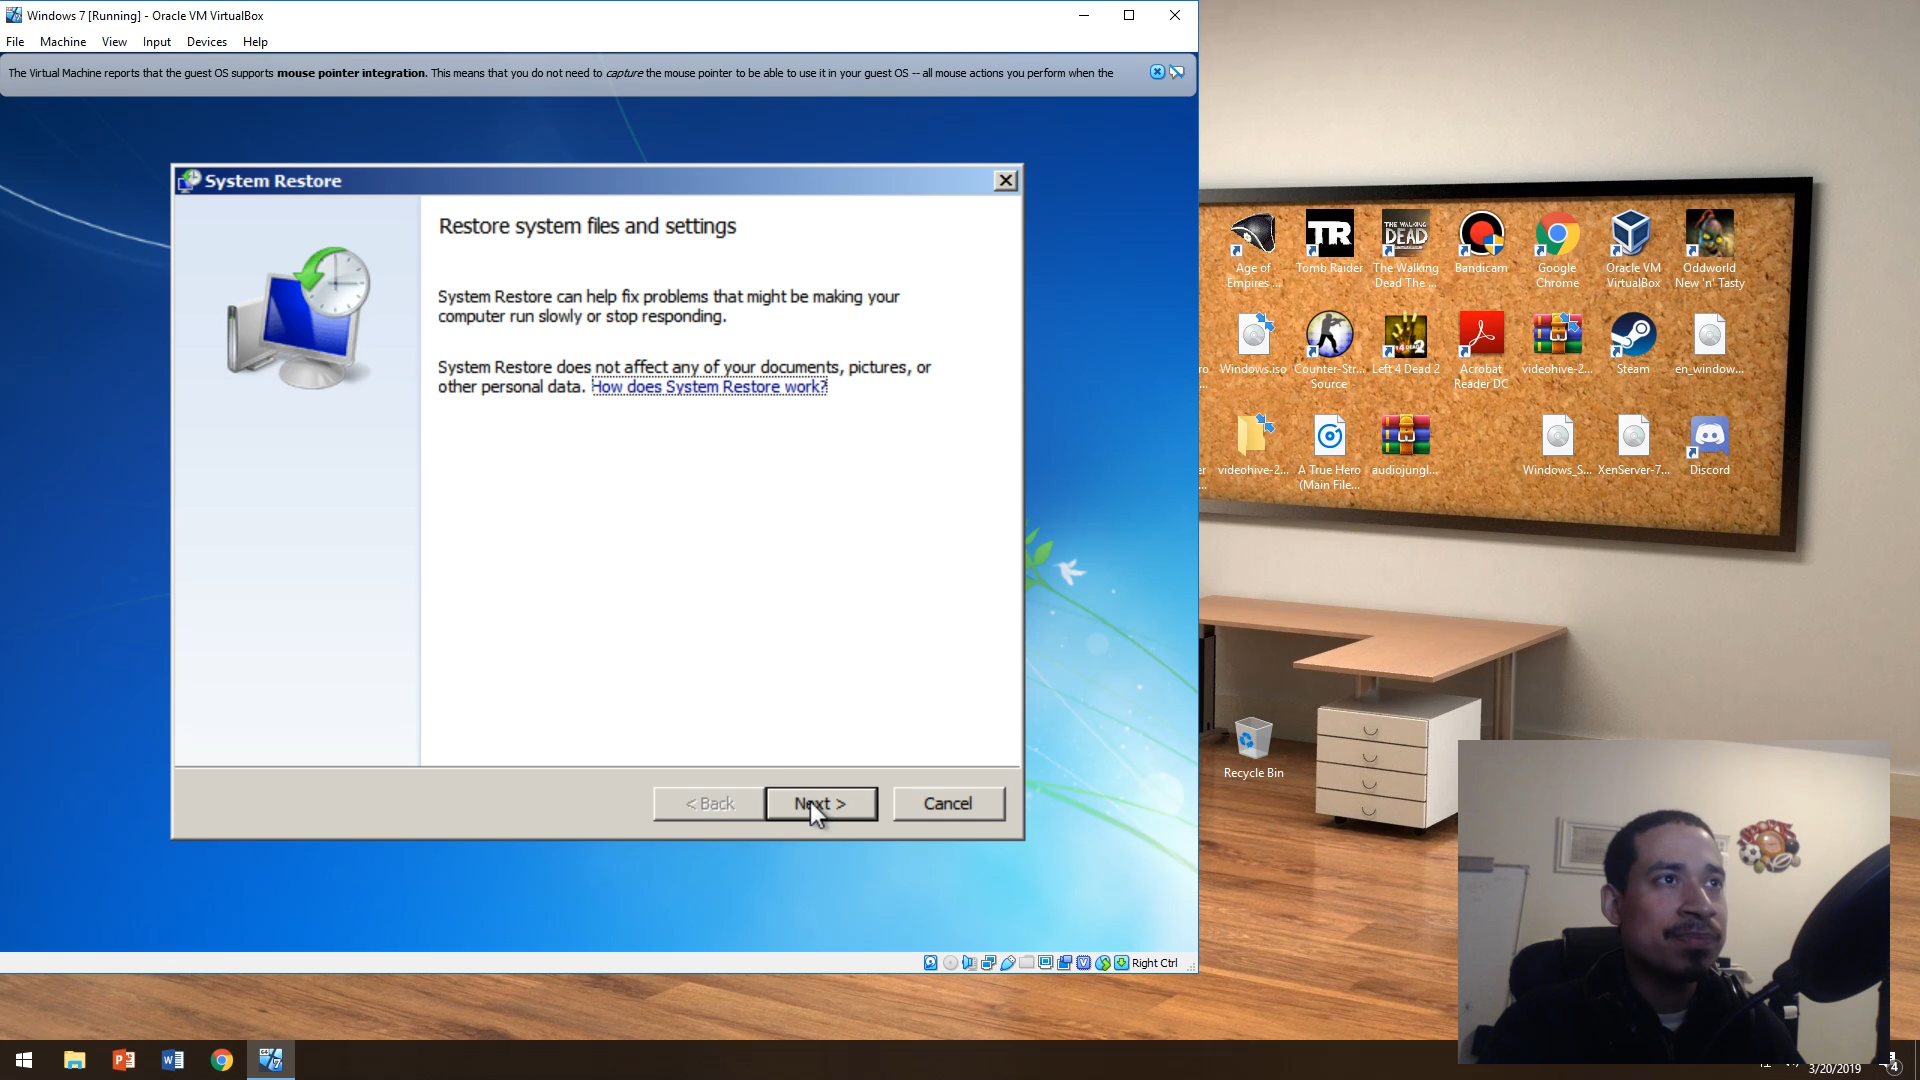 Windows 7 [Running] - Oracle VM VirtualBox
File Machine View Input Devices Help
The Virtual Machine reports that the guest OS supports mouse pointer integration. This means that you do not need to capture the mouse pointer to be able to use it in your guest OS -- all mouse actions you perform when the
System Restore
Restore system files and settings
System Restore can help fix problems that might be making your
computer run slowly or stop responding.
System Restore does not affect any of your documents, pictures, or
other personal data. How does System Restore work?
< Back
Next >
Cancel
Right Ctrl
Age of
Empires ...
Tomb Raider
The Walking
Dead The ...
Bandicam
Google
Chrome
Oracle VM
VirtualBox
Oddworld
New 'n' Tasty
Windows.iso
Counter-Str...
Source
Left 4 Dead 2
Acrobat
Reader DC
videohive-2...
Steam
en_window...
videohive-2...
A True Hero
(Main File...
audiojungl...
Windows_S...
XenServer-7...
Discord
TR
THE WALKING
DEAD
Recycle Bin
3/20/2019
4